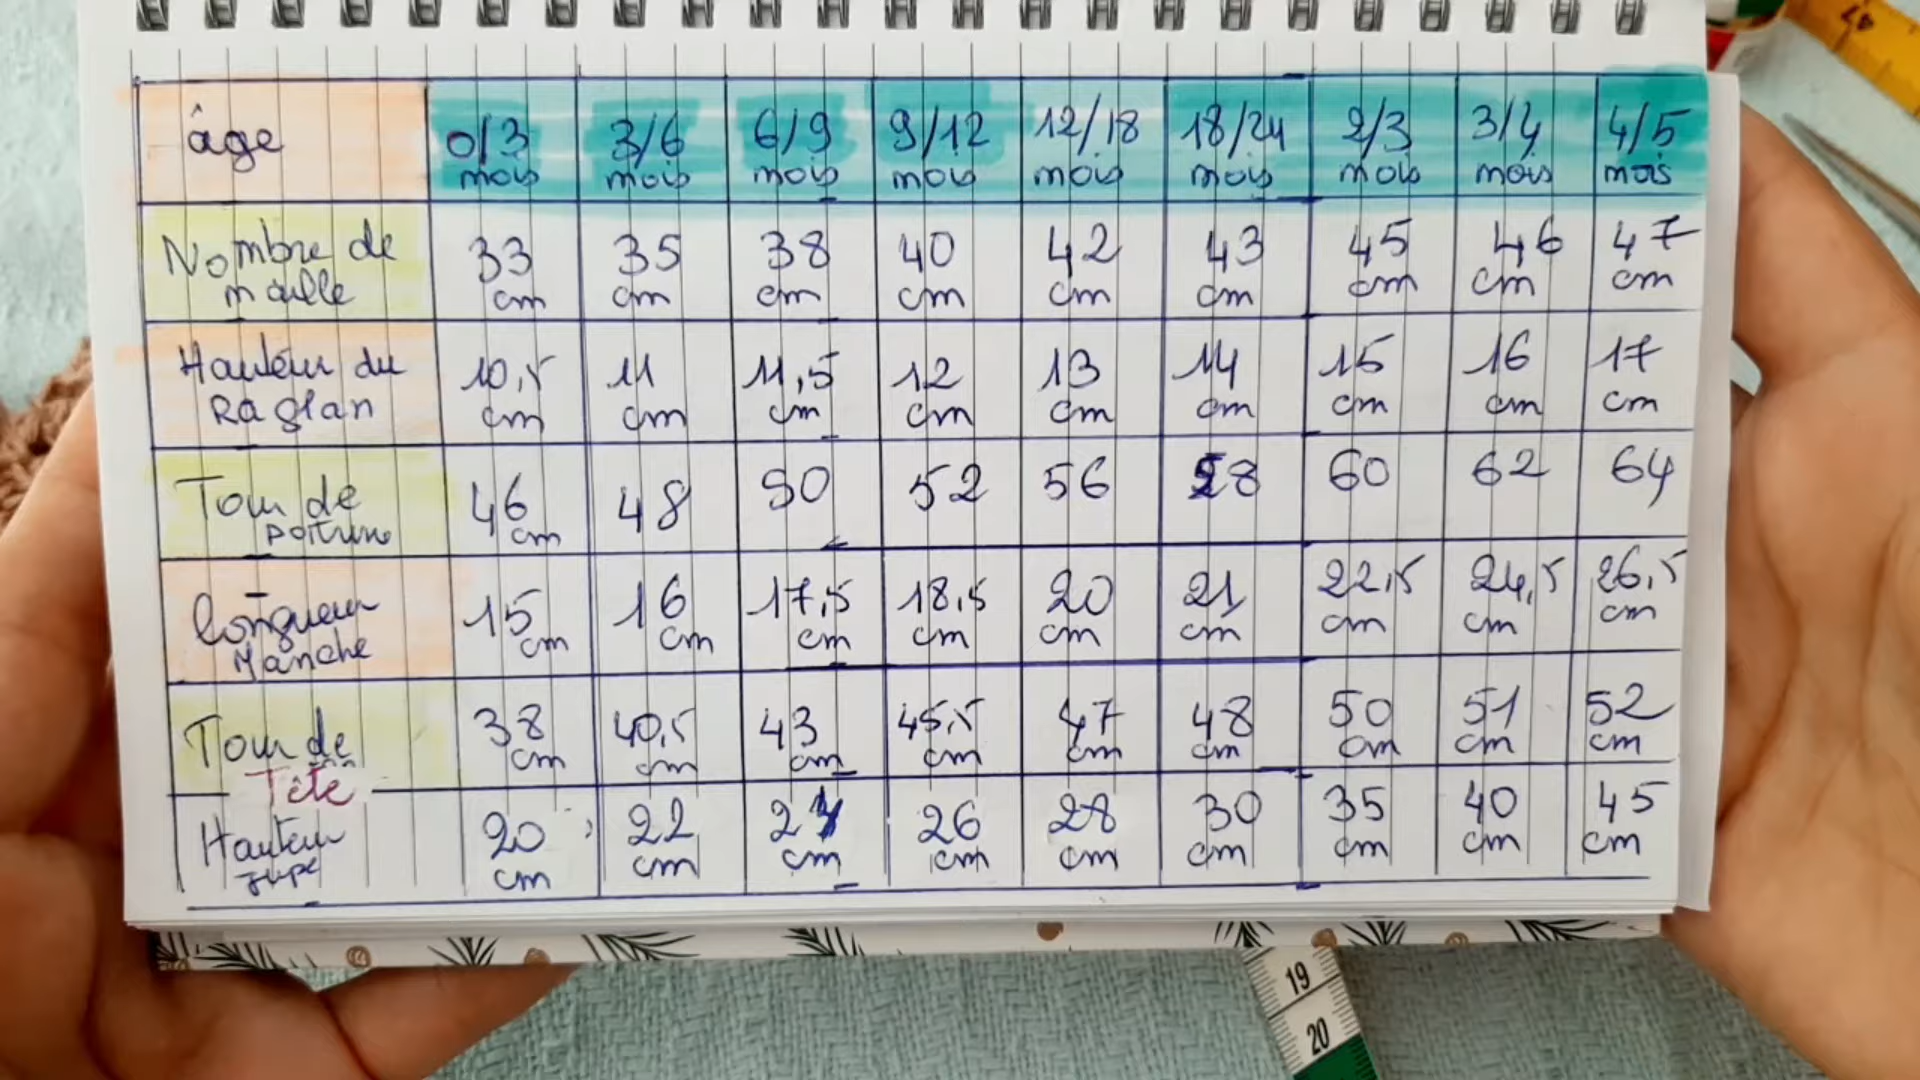 âge 0/3 mois 3/6 mois 6/9 mois 9/12 mois 12/18 mois 18/24 mois 2/3 mois 3/4 mois 4/5 mois
Nombre de maille 33 cm 35 cm 38 cm 40 cm 42 cm 43 cm 45 cm 46 cm 47 cm
Hauteur du Raglan 10,5 cm 11 cm 11,5 cm 12 cm 13 cm 14 cm 15 cm 16 cm 17 cm
Tour de poitrine 46 cm 48 50 52 56 58 60 62 64
longueur Manche 15 cm 16 cm 17,5 cm 18,5 cm 20 cm 21 cm 22,5 cm 24,5 cm 26,5 cm
Tour de Tête 38 cm 40,5 cm 43 cm 45,5 cm 47 cm 48 cm 50 cm 51 cm 52 cm
Hauteur jupe 20 cm 22 cm 24 cm 26 cm 28 cm 30 cm 35 cm 40 cm 45 cm
19
20
47